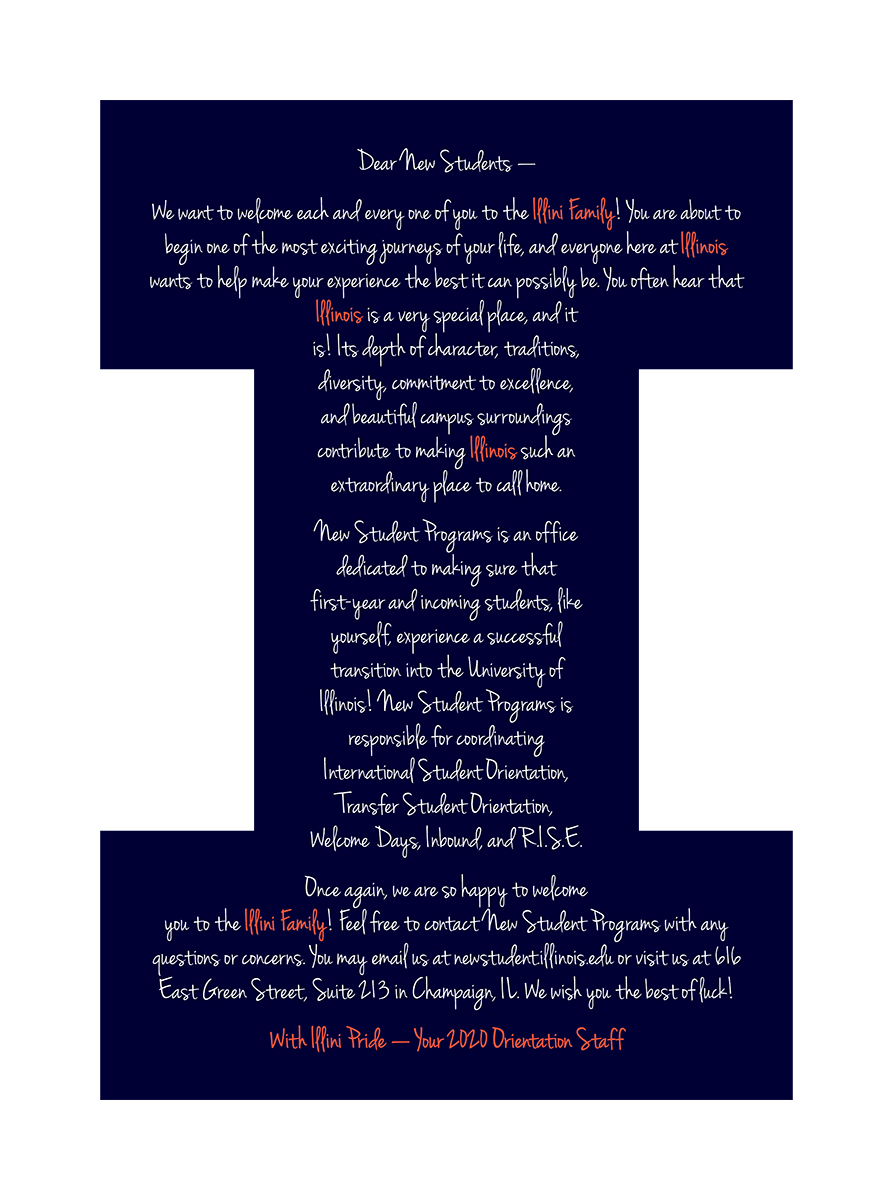 Dear New Students —
We want to welcome each and every one of you to the Illini Family! You are about to
begin one of the most exciting journeys of your life, and everyone here at Illinois
wants to help make your experience the best it can possibly be. You often hear that
Illinois is a very special place, and it
is! Its depth of character, traditions,
diversity, commitment to excellence,
and beautiful campus surroundings
contribute to making Illinois such an
extraordinary place to call home.
New Student Programs is an office
dedicated to making sure that
first-year and incoming students, like
yourself, experience a successful
transition into the University of
Illinois! New Student Programs is
responsible for coordinating
International Student Orientation,
Transfer Student Orientation,
Welcome Days, Inbound, and R.I.S.E.
Once again, we are so happy to welcome
you to the Illini Family! Feel free to contact New Student Programs with any
questions or concerns. You may email us at newstudentillinois.edu or visit us at 616
East Green Street, Suite 213 in Champaign, IL. We wish you the best of luck!
With Illini Pride — Your 2020 Orientation Staff